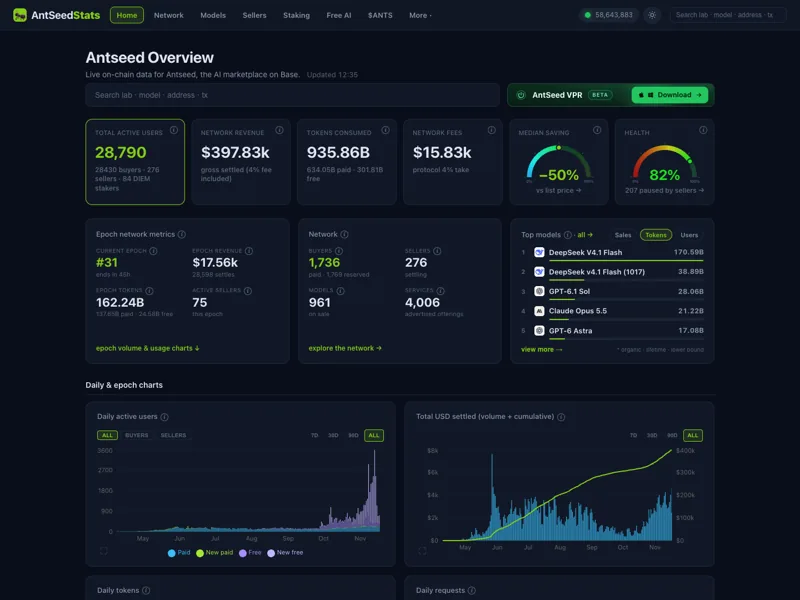 AntSeedStats Home Network Models Sellers Staking Free AI $ANTS More 58,643,883 Search lab · model · address · tx
Antseed Overview
Live on-chain data for Antseed, the AI marketplace on Base. Updated 12:35
Search lab · model · address · tx
AntSeed VPR BETA Download →
TOTAL ACTIVE USERS
28,790
28430 buyers · 276 sellers · 84 DIEM stakers
NETWORK REVENUE
$397.83k
gross settled (4% fee included)
TOKENS CONSUMED
935.86B
634.05B paid · 301.81B free
NETWORK FEES
$15.83k
protocol 4% take
MEDIAN SAVING
−50%
vs list price →
HEALTH
82%
207 paused by sellers →
Epoch network metrics
CURRENT EPOCH
#31
ends in 49h
EPOCH REVENUE
$17.56k
EPOCH TOKENS
162.24B
ACTIVE SELLERS
75
this epoch
epoch volume & usage charts ↓
Network
BUYERS
1,736
paid · 1,769 reserved
SELLERS
276
settling
MODELS
961
on sale
SERVICES
4,006
advertised offerings
explore the network →
Top models · all → Sales Tokens Users
1 DeepSeek V4.1 Flash 170.59B
2 DeepSeek v4.1 Flash (1017) 38.89B
3 GPT-6.1 Sol 28.06B
4 Claude Opus 5.5 21.22B
5 GPT-6 Astra 17.08B
view more → * organic · lifetime · lower bound
Daily & epoch charts
Daily active users
ALL BUYERS SELLERS 7D 30D 90D ALL
3600
2700
1800
900
0
May Jun Jul Aug Sep Oct Nov
Paid New paid Free New free
Total USD settled (volume + cumulative)
7D 30D 90D ALL
$8k $400k
$6k $300k
$4k $200k
$2k $100k
$0 $0
May Jun Jul Aug Sep Oct Nov
Daily tokens
Daily requests